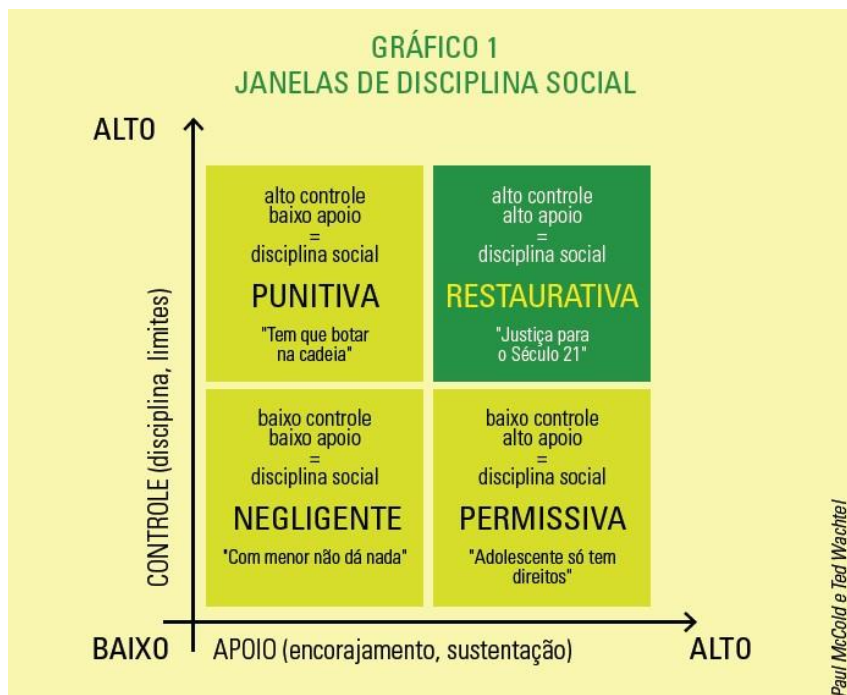 GRÁFICO 1
JANELAS DE DISCIPLINA SOCIAL
ALTO
CONTROLE (disciplina, limites)
alto controle
baixo apoio
=
disciplina social
PUNITIVA
"Tem que botar
na cadeia"
alto controle
alto apoio
=
disciplina social
RESTAURATIVA
"Justiça para
o Século 21"
baixo controle
baixo apoio
=
disciplina social
NEGLIGENTE
"Com menor não dá nada"
baixo controle
alto apoio
=
disciplina social
PERMISSIVA
"Adolescente só tem
direitos"
BAIXO
APOIO (encorajamento, sustentação)
ALTO
Paul McCold e Ted Wachtel